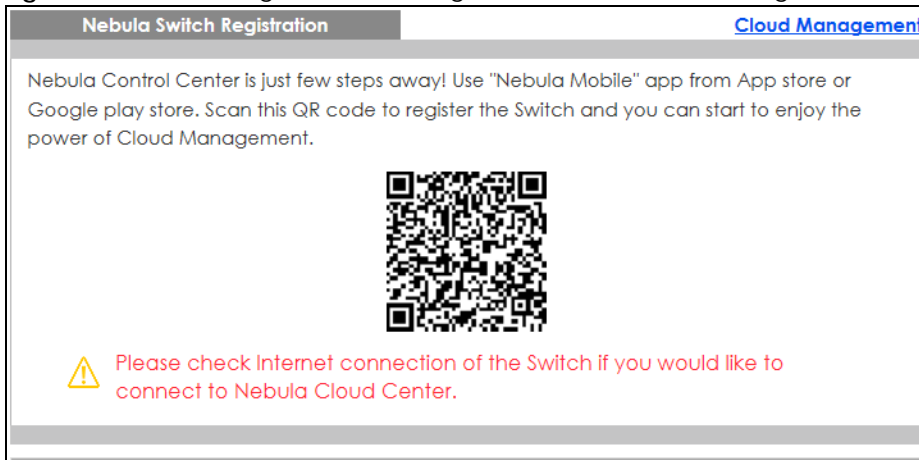 Nebula Switch Registration
Cloud Management
Nebula Control Center is just few steps away! Use "Nebula Mobile" app from App store or
Google play store. Scan this QR code to register the Switch and you can start to enjoy the
power of Cloud Management.
Please check Internet connection of the Switch if you would like to
connect to Nebula Cloud Center.